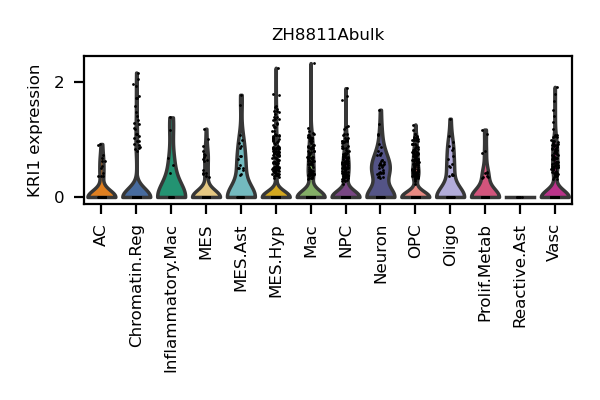 ZH8811Abulk
KRI1 expression
2
0
AC
Chromatin.Reg
Inflammatory.Mac
MES
MES.Ast
MES.Hyp
Mac
NPC
Neuron
OPC
Oligo
Prolif.Metab
Reactive.Ast
Vasc